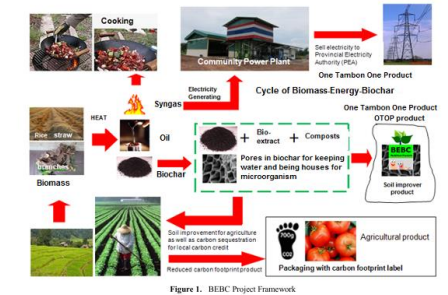 Cooking
Community Power Plant
Sell electricity to
Provincial Electricity
Authority (PEA)
One Tambon One Product
Electricity
Generating
Cycle of Biomass-Energy-Biochar
Syngas
HEAT
Rice straw
branches
Biomass
Oil
Biochar
+
Bio-
extract
+
Composts
Pores in biochar for keeping
water and being houses for
microorganism
One Tambon One Product
OTOP product
BEBC
Soil improver
product
Soil improvement for agriculture
as well as carbon sequestration
for local carbon credit
Reduced carbon footprint product
700g
CO2
Agricultural product
Packaging with carbon footprint label
Figure 1. BEBC Project Framework